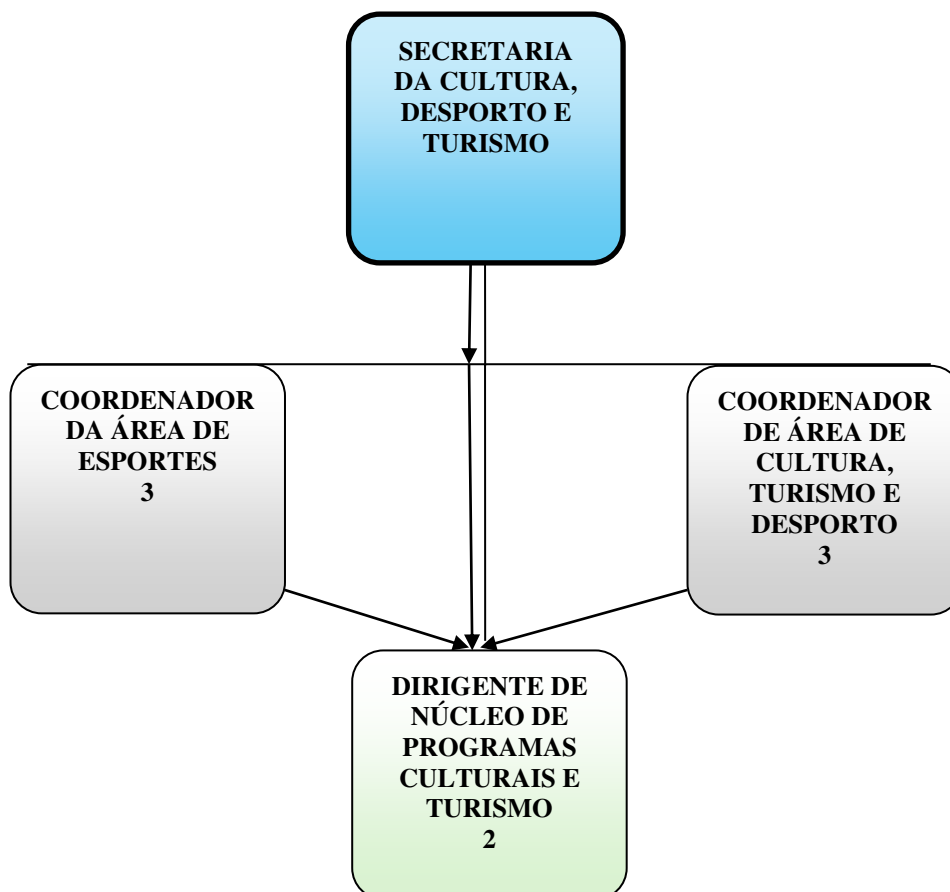 SECRETARIA
DA CULTURA,
DESPORTO E
TURISMO
COORDENADOR
DA ÁREA DE
ESPORTES
3
COORDENADOR
DE ÁREA DE
CULTURA,
TURISMO E
DESPORTO
3
DIRIGENTE DE
NÚCLEO DE
PROGRAMAS
CULTURAIS E
TURISMO
2